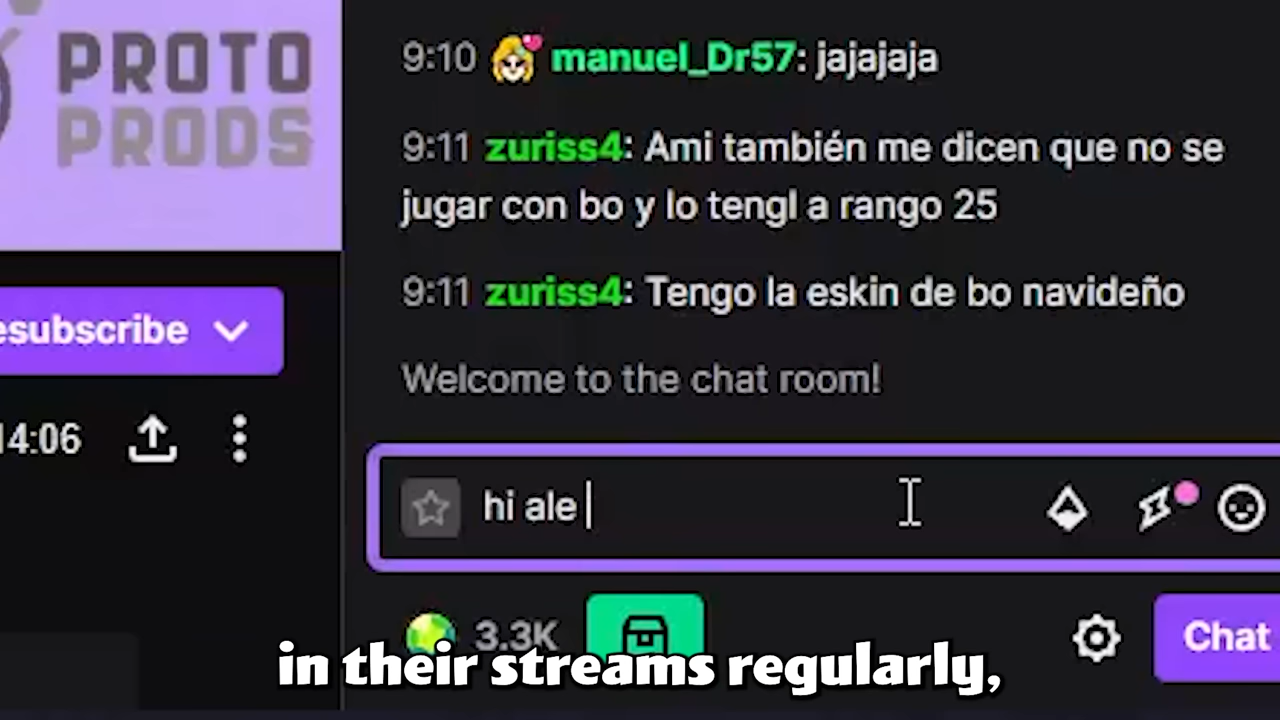 PROTO
PRODS
9:10 manuel_Dr57: jajajaja
9:11 zuriss4: Ami también me dicen que no se
jugar con bo y lo tengl a rango 25
9:11 zuriss4: Tengo la eskin de bo navideño
Welcome to the chat room!
esubscribe
14:06
hi ale
3.3K
Chat
in their streams regularly,